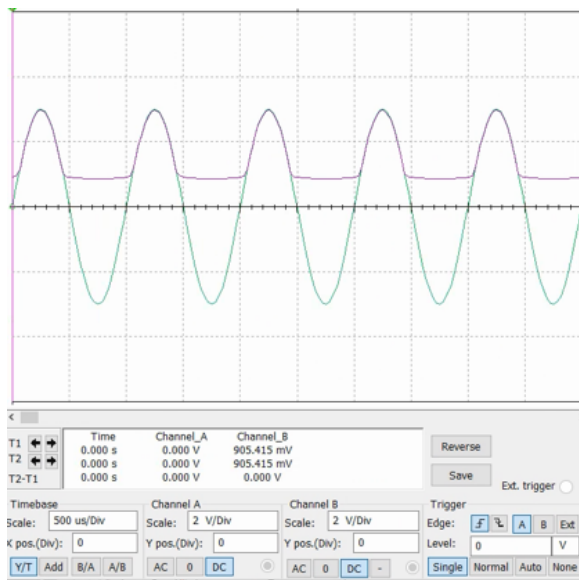 <
Time Channel_A Channel_B
T1 0.000 s 0.000 V 905.415 mV
T2 0.000 s 0.000 V 905.415 mV
T2-T1 0.000 s 0.000 V 0.000 V
Reverse
Save
Ext. trigger
Timebase Channel A Channel B Trigger
Scale: 500 us/Div Scale: 2 V/Div Scale: 2 V/Div Edge: A B Ext
X pos.(Div): 0 Y pos.(Div): 0 Y pos.(Div): 0 Level: 0 V
Y/T Add B/A A/B AC 0 DC AC 0 DC - Single Normal Auto None